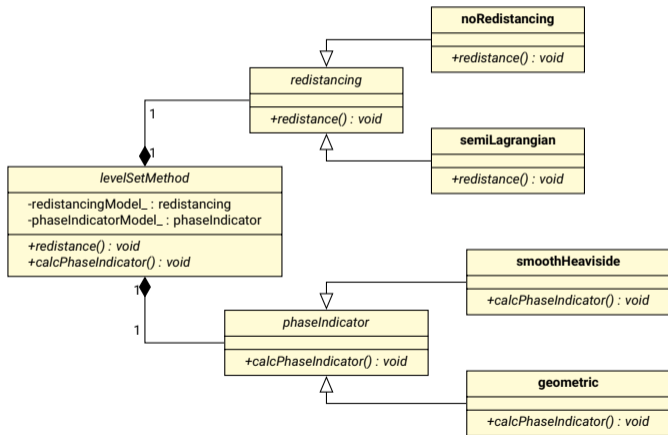 noRedistancing
+redistance() : void
redistancing
+redistance() : void
1
1
semiLagrangian
+redistance() : void
levelSetMethod
-redistancingModel_ : redistancing
-phaseIndicatorModel_ : phaseIndicator
+redistance() : void
+calcPhaseIndicator() : void
1
1
smoothHeaviside
+calcPhaseIndicator() : void
phaseIndicator
+calcPhaseIndicator() : void
geometric
+calcPhaseIndicator() : void